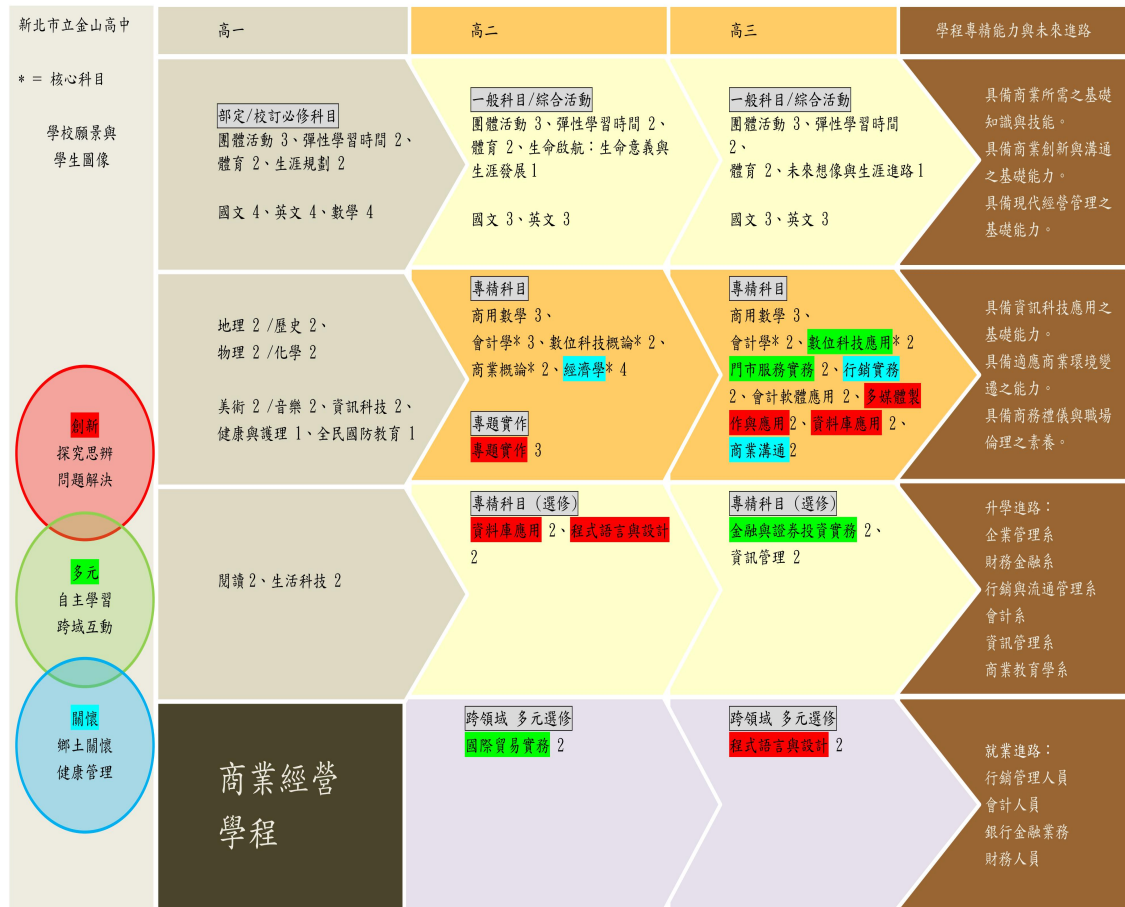 新北市立金山高中
高一
高二
高三
學程專精能力與未來進路
* = 核心科目
學校願景與
學生圖像
創新
探究思辨
問題解決
多元
自主學習
跨域互動
關懷
鄉土關懷
健康管理
部定/校訂必修科目
團體活動 3、彈性學習時間 2、
體育 2、生涯規劃 2
國文 4、英文 4、數學 4
一般科目/綜合活動
團體活動 3、彈性學習時間 2、
體育 2、生命啟航：生命意義與
生涯發展 1
國文 3、英文 3
一般科目/綜合活動
團體活動 3、彈性學習時間
2、
體育 2、未來想像與生涯進路 1
國文 3、英文 3
具備商業所需之基礎
知識與技能。
具備商業創新與溝通
之基礎能力。
具備現代經營管理之
基礎能力。
地理 2 /歷史 2、
物理 2 /化學 2
美術 2 /音樂 2、資訊科技 2、
健康與護理 1、全民國防教育 1
專精科目
商用數學 3、
會計學* 3、數位科技概論* 2、
商業概論* 2、經濟學* 4
專題實作
專題實作 3
專精科目
商用數學 3、
會計學* 2、數位科技應用* 2
門市服務實務 2、行銷實務
2、會計軟體應用 2、多媒體製
作與應用 2、資料庫應用 2、
商業溝通 2
具備資訊科技應用之
基礎能力。
具備適應商業環境變
遷之能力。
具備商務禮儀與職場
倫理之素養。
閱讀 2、生活科技 2
專精科目 (選修)
資料庫應用 2、程式語言與設計
2
專精科目 (選修)
金融與證券投資實務 2、
資訊管理 2
升學進路：
企業管理系
財務金融系
行銷與流通管理系
會計系
資訊管理系
商業教育學系
商業經營
學程
跨領域 多元選修
國際貿易實務 2
跨領域 多元選修
程式語言與設計 2
就業進路：
行銷管理人員
會計人員
銀行金融業務
財務人員